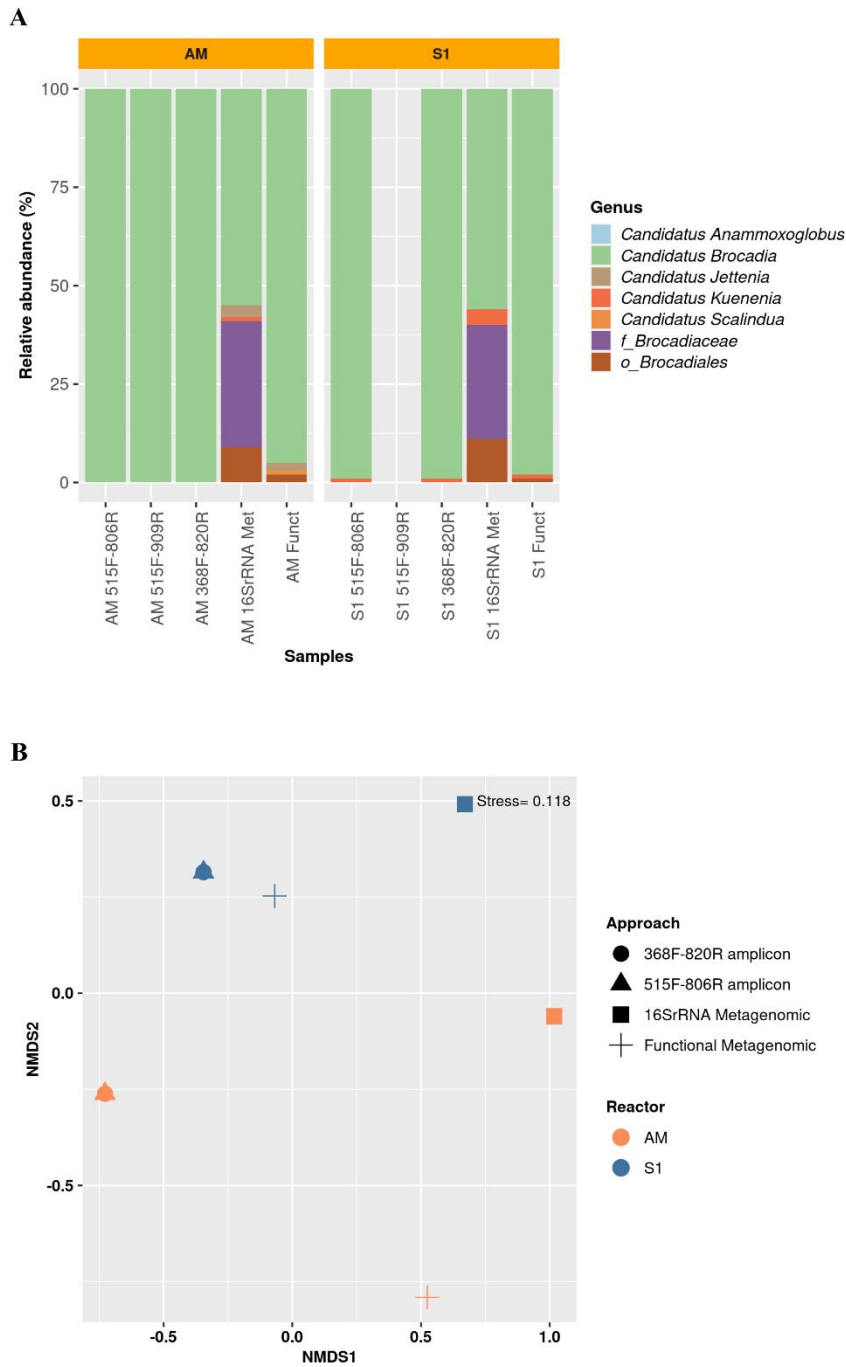 A
AM
S1
100
75
50
25
0
Relative abundance (%)
AM 515F-806R
AM 515F-909R
AM 368F-820R
AM 16SrRNA Met
AM Funct
S1 515F-806R
S1 515F-909R
S1 368F-820R
S1 16SrRNA Met
S1 Funct
Samples
Genus
Candidatus Anammoxoglobus
Candidatus Brocadia
Candidatus Jettenia
Candidatus Kuenenia
Candidatus Scalindua
f_Brocadiaceae
o_Brocadiales
B
Stress= 0.118
0.5
0.0
-0.5
NMDS2
-0.5
0.0
0.5
1.0
NMDS1
Approach
368F-820R amplicon
515F-806R amplicon
16SrRNA Metagenomic
Functional Metagenomic
Reactor
AM
S1